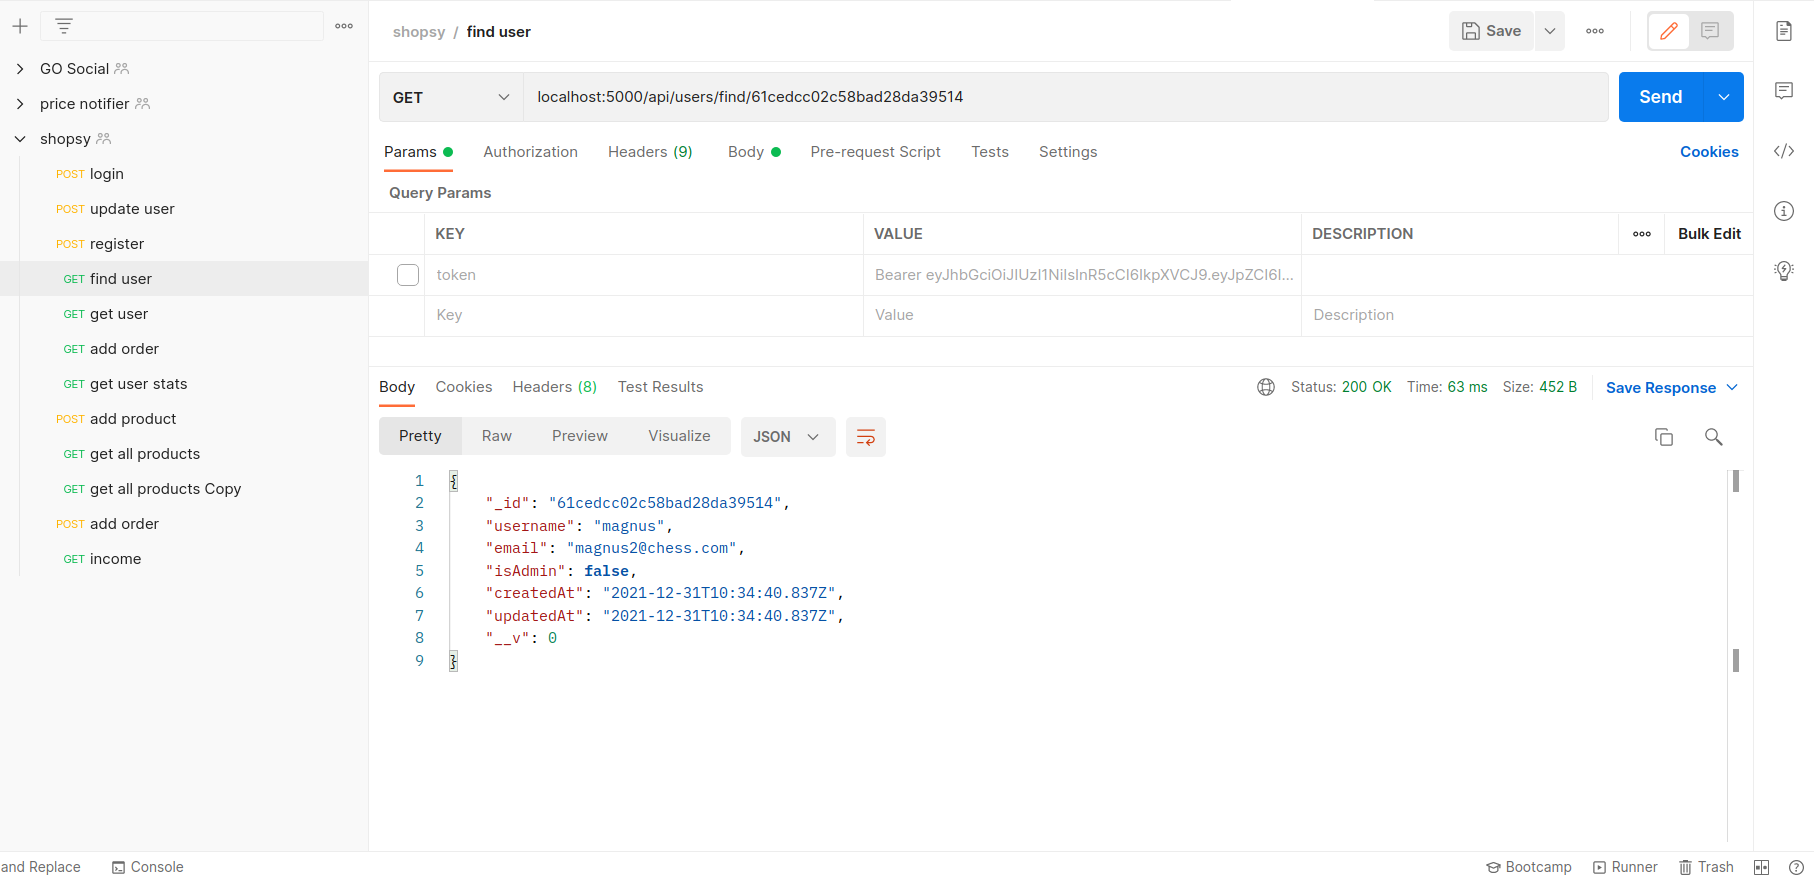 shopsy / find user
Save
GO Social
price notifier
shopsy
POST login
POST update user
POST register
GET find user
GET get user
GET add order
GET get user stats
POST add product
GET get all products
GET get all products Copy
POST add order
GET income
GET
localhost:5000/api/users/find/61cedcc02c58bad28da39514
Send
Params
Authorization
Headers (9)
Body
Pre-request Script
Tests
Settings
Cookies
Query Params
KEY VALUE DESCRIPTION Bulk Edit
token Bearer eyJhbGciOiJIUzI1NiIsInR5cCI6IkpXVCJ9.eyJpZCI6I...
Key Value Description
Body Cookies Headers (8) Test Results
Status: 200 OK Time: 63 ms Size: 452 B Save Response
Pretty Raw Preview Visualize JSON
1 {
2 "_id": "61cedcc02c58bad28da39514",
3 "username": "magnus",
4 "email": "magnus2@chess.com",
5 "isAdmin": false,
6 "createdAt": "2021-12-31T10:34:40.837Z",
7 "updatedAt": "2021-12-31T10:34:40.837Z",
8 "__v": 0
9 }
and Replace Console Bootcamp Runner Trash